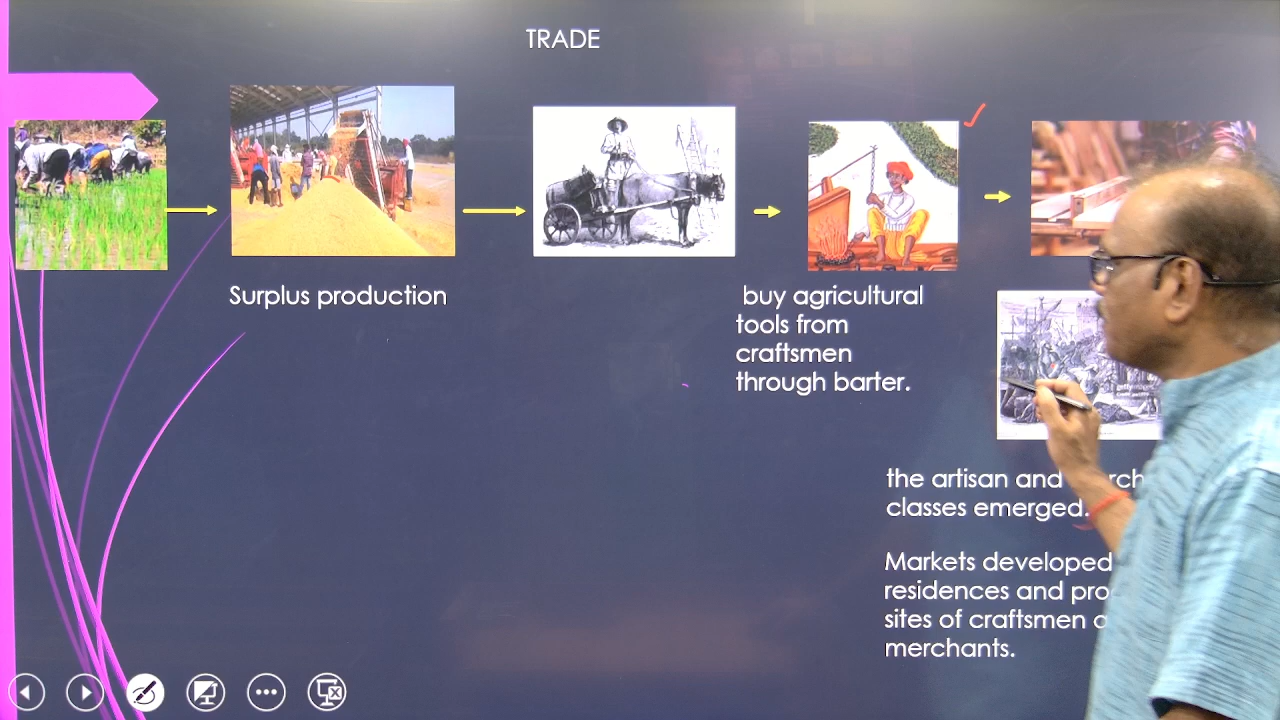 TRADE
Surplus production
buy agricultural
tools from
craftsmen
through barter.
the artisan and
classes emerged.
Markets developed
residences and
sites of craftsmen
merchants.